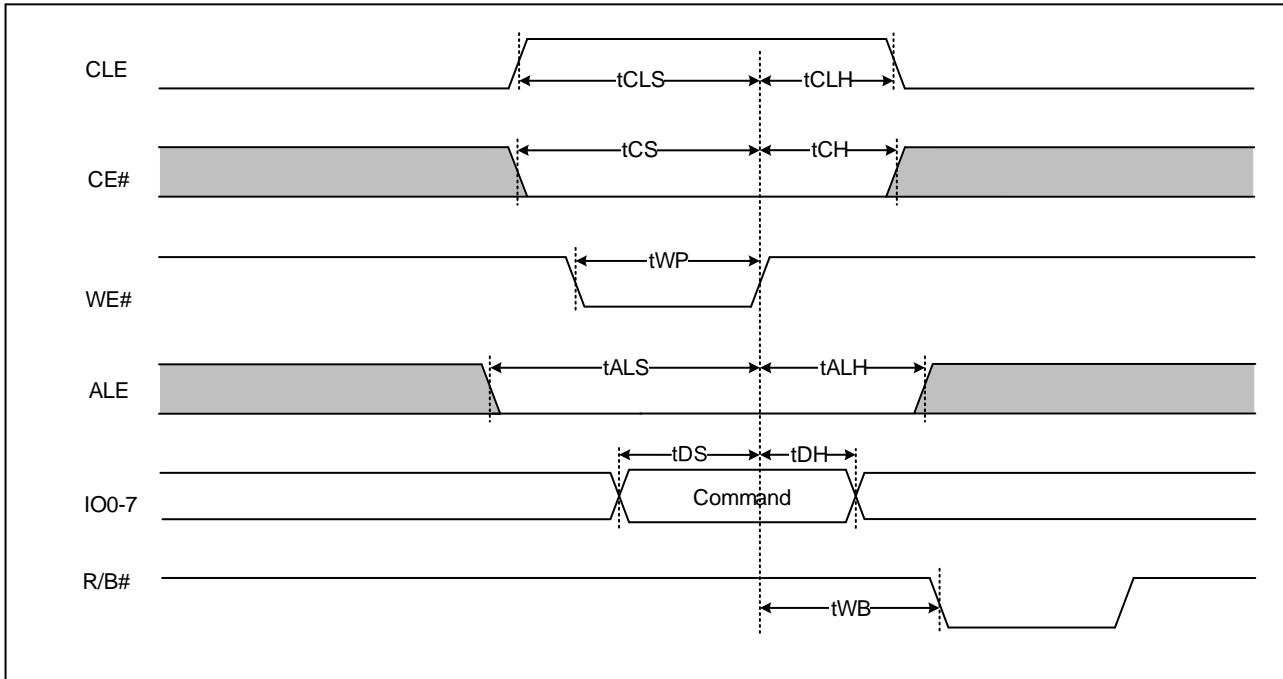 CLE
tCLS
tCLH
CE#
tCS
tCH
WE#
tWP
ALE
tALS
tALH
IO0-7
tDS
tDH
Command
R/B#
tWB